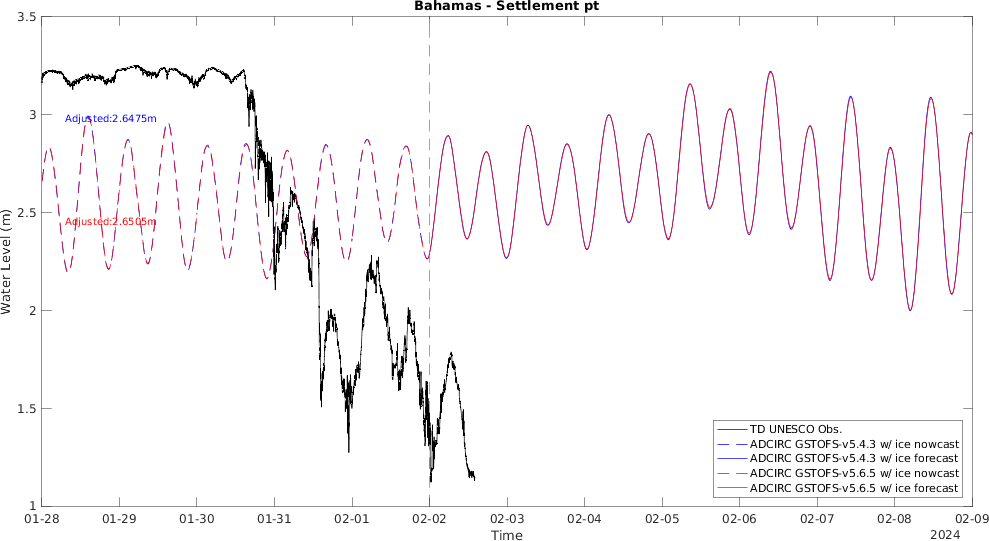 Bahamas - Settlement pt
3.5
3
2.5
2
1.5
1
Water Level (m)
Adjusted:2.6475m
Adjusted:2.6505m
TD UNESCO Obs.
ADCIRC GSTOFS-v5.4.3 w/ ice nowcast
ADCIRC GSTOFS-v5.4.3 w/ ice forecast
ADCIRC GSTOFS-v5.6.5 w/ ice nowcast
ADCIRC GSTOFS-v5.6.5 w/ ice forecast
01-28 01-29 01-30 01-31 02-01 02-02 02-03 02-04 02-05 02-06 02-07 02-08 02-09
Time
2024